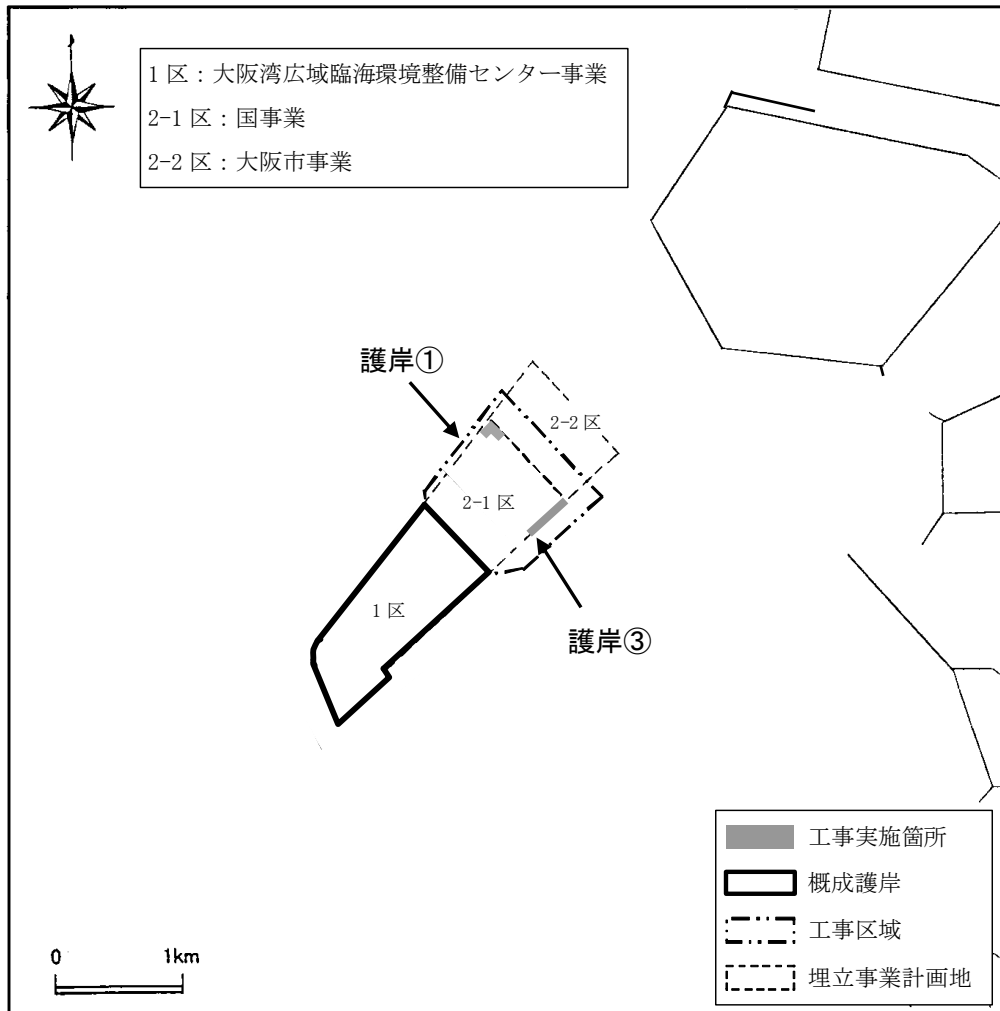 1区：大阪湾広域臨海環境整備センター事業
2-1区：国事業
2-2区：大阪市事業
護岸①
2-2区
2-1区
1区
護岸③
工事実施箇所
概成護岸
工事区域
埋立事業計画地
0 1km